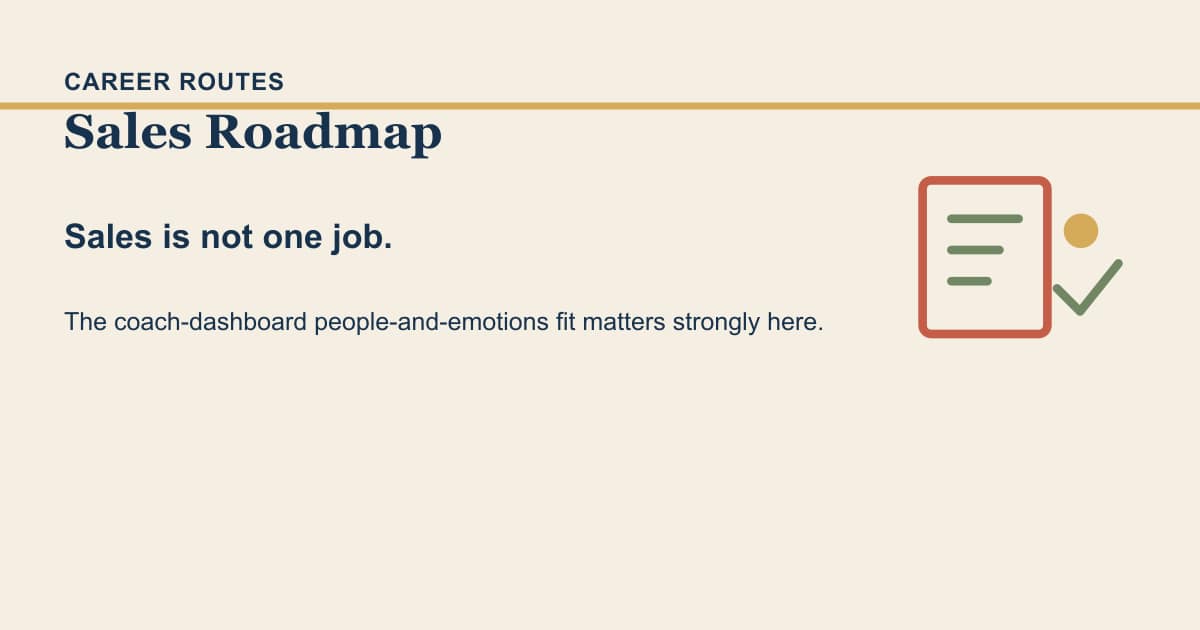 CAREER ROUTES
Sales Roadmap
Sales is not one job.
The coach-dashboard people-and-emotions fit matters strongly here.